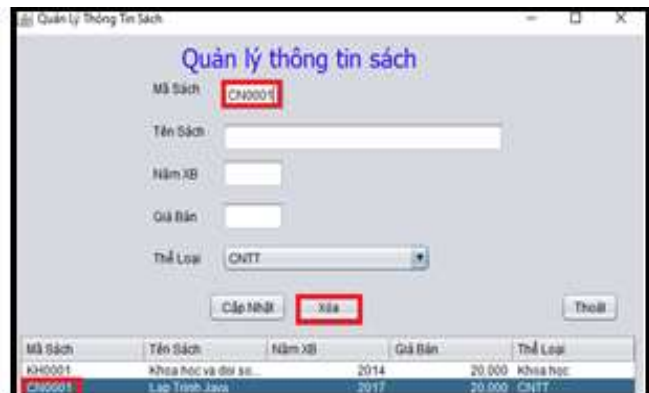 Quản Lý Thông Tin Sách
Quản lý thông tin sách
Mã Sách CN0001
Tên Sách
Năm XB
Giá Bán
Thể Loại CNTT
Cập Nhật Xóa Thoát
Mã Sách Tên Sách Năm XB Giá Bán Thể Loại
KH0001 Khoa hoc va doi so... 2014 20.000 Khoa hoc
CN0001 Lap Trinh Java 2017 20.000 CNTT